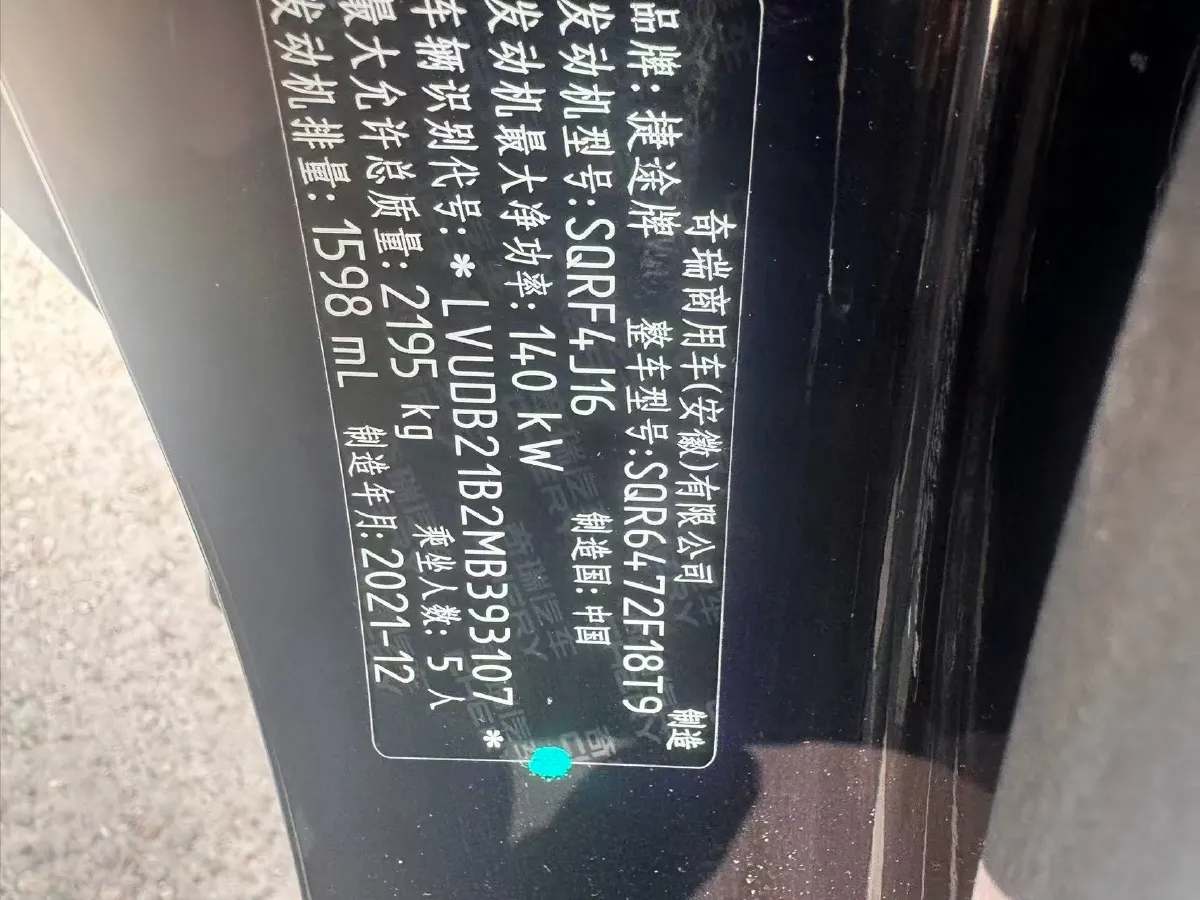 奇瑞商用车(安徽)有限公司 制造
品牌: 捷途牌 整车型号:SQR6472F18T9
发动机型号:SQRF4J16 制造国:中国
发动机最大净功率:140 kW
车辆识别代号:*LVUDB21B2MB393107*
最大允许总质量:2195 kg 乘坐人数:5人
发动机排量:1598 mL 制造年月:2021-12